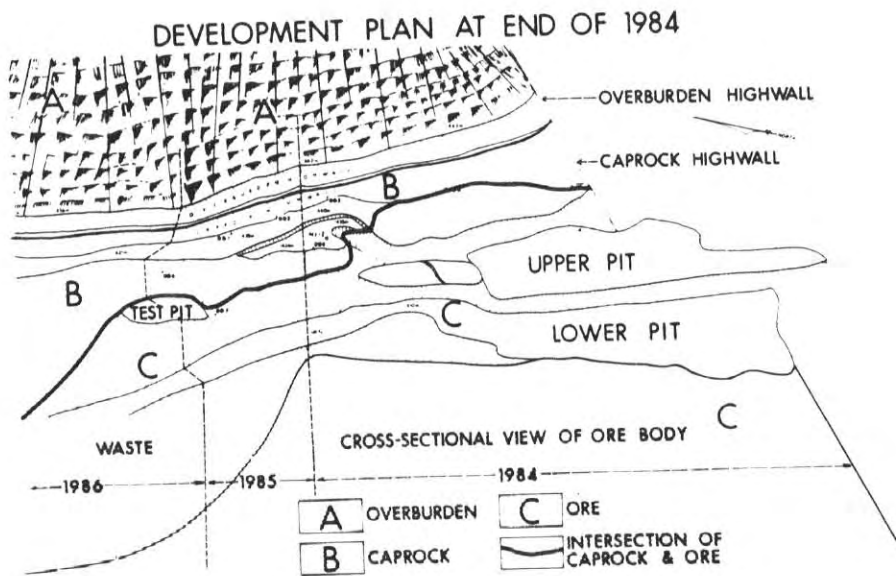 DEVELOPMENT PLAN AT END OF 1984
A
A
OVERBURDEN HIGHWALL
CAPROCK HIGHWALL
B
B
UPPER PIT
TEST PIT
C
LOWER PIT
C
C
WASTE
CROSS-SECTIONAL VIEW OF ORE BODY
1986
1985
1984
A OVERBURDEN
C ORE
B CAPROCK
INTERSECTION OF
CAPROCK & ORE